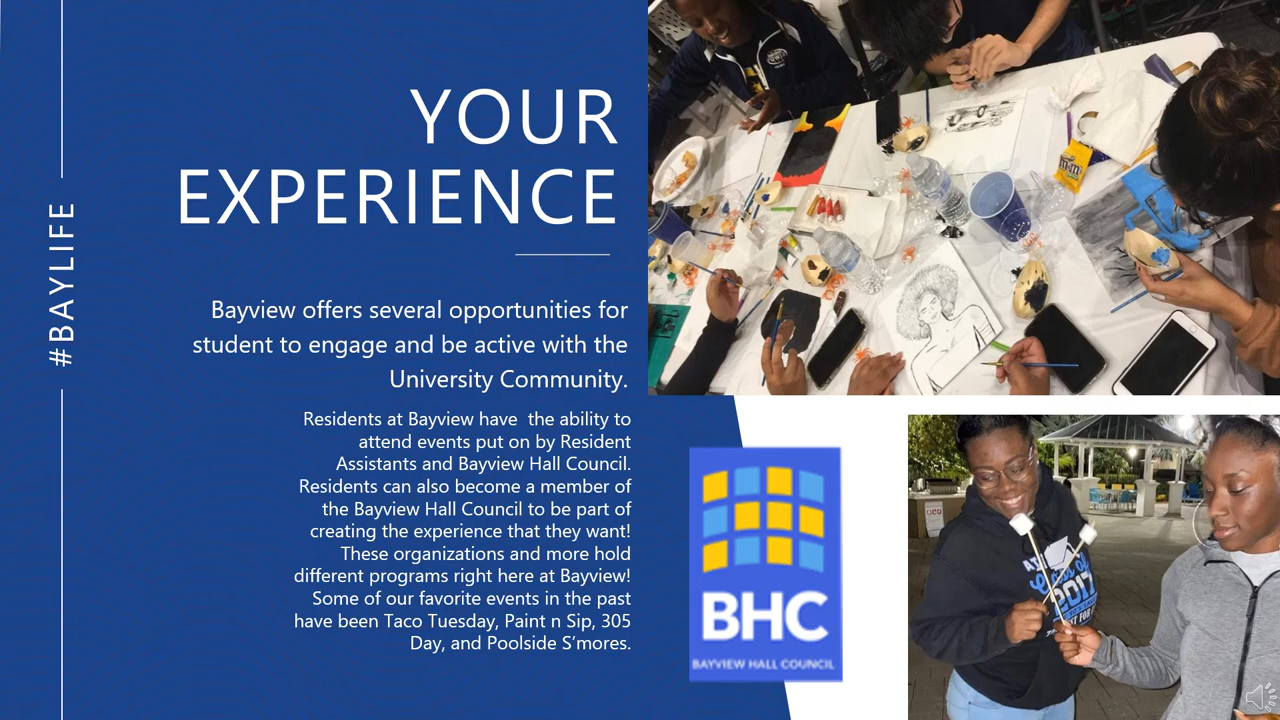 #BAYLIFE
YOUR
EXPERIENCE
Bayview offers several opportunities for
student to engage and be active with the
University Community.
Residents at Bayview have  the ability to
attend events put on by Resident
Assistants and Bayview Hall Council.
Residents can also become a member of
the Bayview Hall Council to be part of
creating the experience that they want!
These organizations and more hold
different programs right here at Bayview!
Some of our favorite events in the past
have been Taco Tuesday, Paint n Sip, 305
Day, and Poolside S’mores.
BHC
BAYVIEW HALL COUNCIL
m&m's
Class of
2017